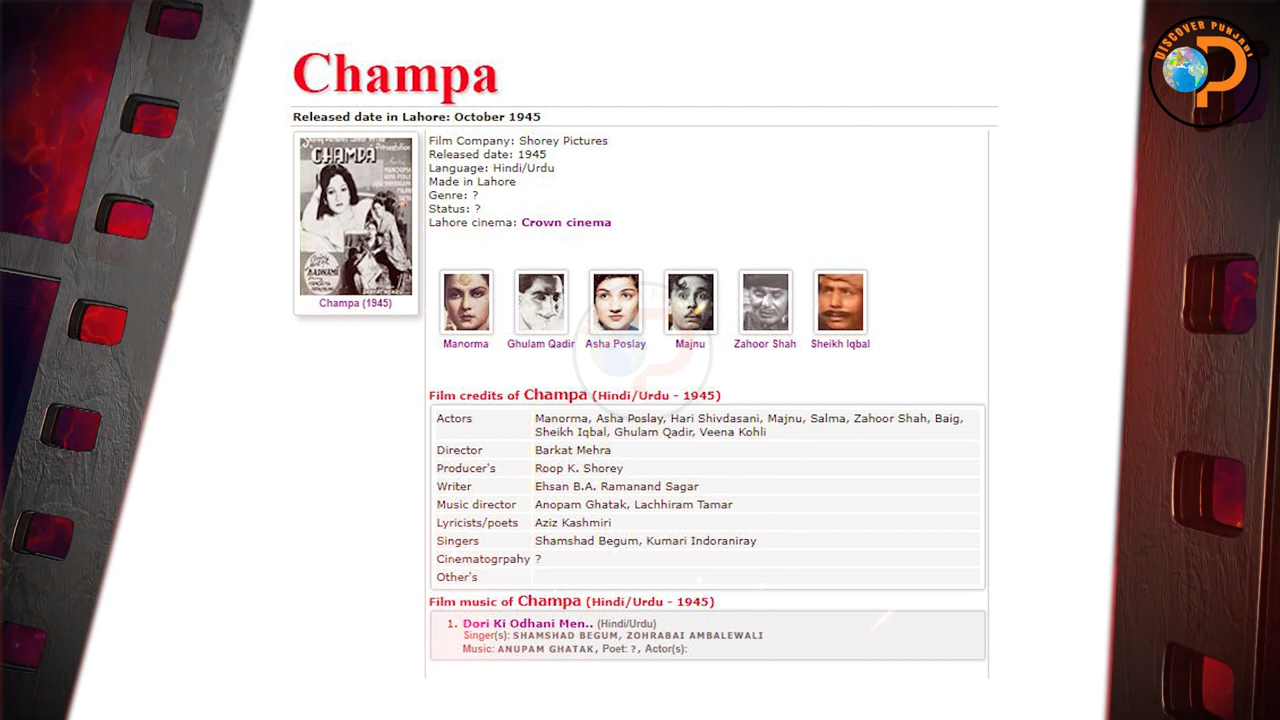 Champa
DISCOVER PUNJABI
Released date in Lahore: October 1945
CHAMPA
BADNAMI
Champa (1945)
Film Company: Shorey Pictures
Released date: 1945
Language: Hindi/Urdu
Made in Lahore
Genre: ?
Status: ?
Lahore cinema: Crown cinema
Manorma Ghulam Qadir Asha Poslay Majnu Zahoor Shah Sheikh Iqbal
Film credits of Champa (Hindi/Urdu - 1945)
Actors Manorma, Asha Poslay, Hari Shivdasani, Majnu, Salma, Zahoor Shah, Baig,
Sheikh Iqbal, Ghulam Qadir, Veena Kohli
Director Barkat Mehra
Producer's Roop K. Shorey
Writer Ehsan B.A. Ramanand Sagar
Music director Anopam Ghatak, Lachhiram Tamar
Lyricists/poets Aziz Kashmiri
Singers Shamshad Begum, Kumari Indoraniray
Cinematogrpahy ?
Other's
Film music of Champa (Hindi/Urdu - 1945)
1. Dori Ki Odhani Men.. (Hindi/Urdu)
Singer(s): SHAMSHAD BEGUM, ZOHRABAI AMBALEWALI
Music: ANUPAM GHATAK, Poet: ?, Actor(s):